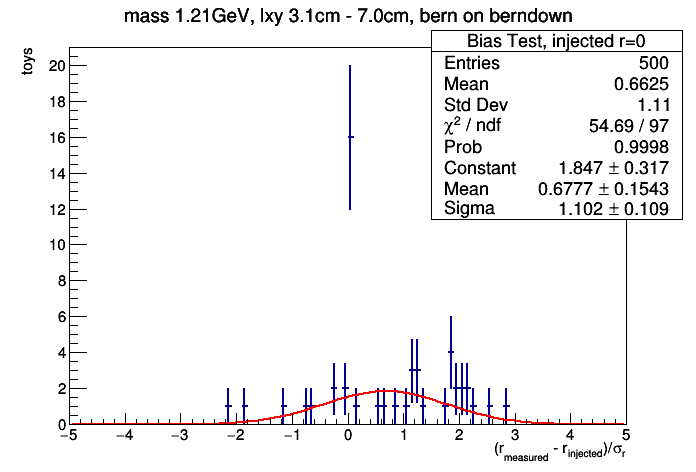 mass 1.21GeV, lxy 3.1cm - 7.0cm, bern on berndown
Bias Test, injected r=0
Entries 500
Mean 0.6625
Std Dev 1.11
χ² / ndf 54.69 / 97
Prob 0.9998
Constant 1.847 ± 0.317
Mean 0.6777 ± 0.1543
Sigma 1.102 ± 0.109
toys
20
18
16
14
12
10
8
6
4
2
0
−5 −4 −3 −2 −1 0 1 2 3 4 5
(r_measured - r_injected)/σ_r